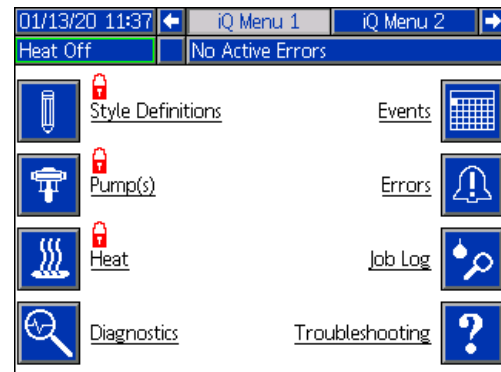 01/13/20 11:37 iQ Menu 1 iQ Menu 2
Heat Off No Active Errors
Style Definitions Events
Pump(s) Errors
Heat Job Log
Diagnostics Troubleshooting
?